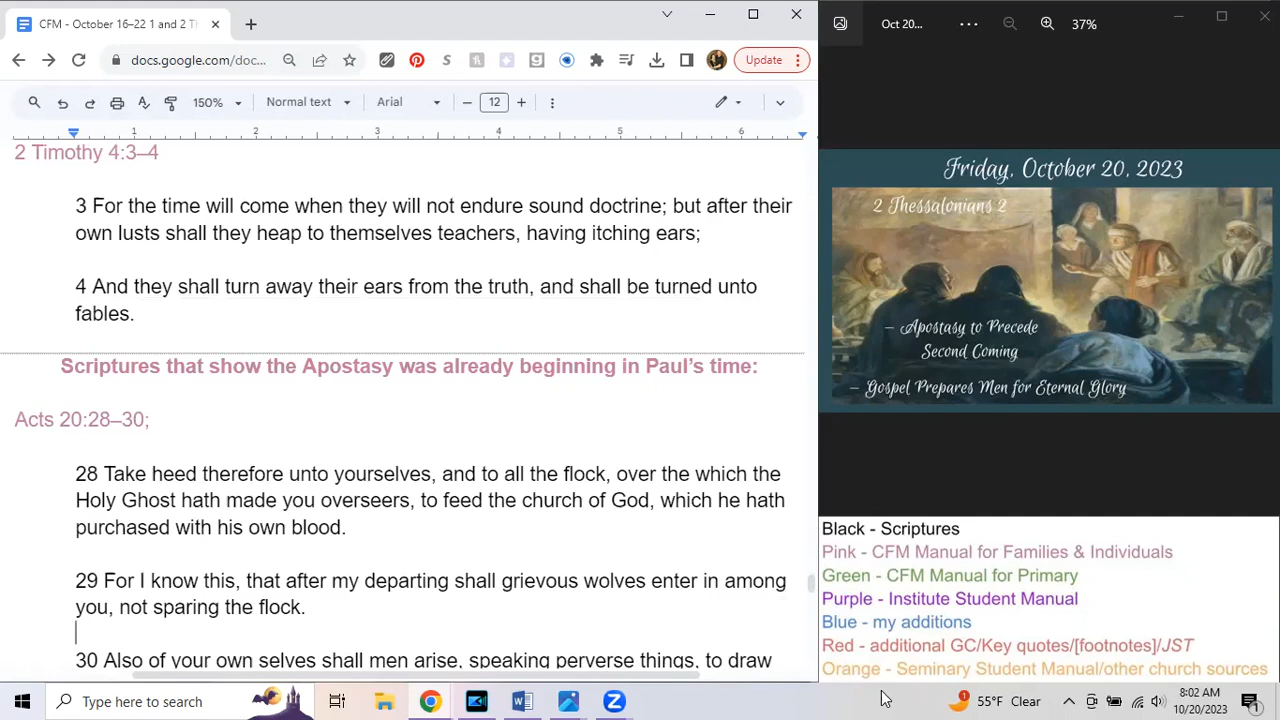 CFM - October 16–22 1 and 2 T
docs.google.com/doc...
Update
150%
Normal text
Arial
12
1
2
3
4
5
6
2 Timothy 4:3–4
3 For the time will come when they will not endure sound doctrine; but after their
own lusts shall they heap to themselves teachers, having itching ears;
4 And they shall turn away their ears from the truth, and shall be turned unto
fables.
Scriptures that show the Apostasy was already beginning in Paul's time:
Acts 20:28–30;
28 Take heed therefore unto yourselves, and to all the flock, over the which the
Holy Ghost hath made you overseers, to feed the church of God, which he hath
purchased with his own blood.
29 For I know this, that after my departing shall grievous wolves enter in among
you, not sparing the flock.
30 Also of your own selves shall men arise, speaking perverse things, to draw
Oct 20...
37%
Friday, October 20, 2023
2 Thessalonians 2
– Apostasy to Precede
Second Coming
– Gospel Prepares Men for Eternal Glory
Black - Scriptures
Pink - CFM Manual for Families & Individuals
Green - CFM Manual for Primary
Purple - Institute Student Manual
Blue - my additions
Red - additional GC/Key quotes/[footnotes]/JST
Orange - Seminary Student Manual/other church sources
Type here to search
1
55°F Clear
8:02 AM
10/20/2023
1